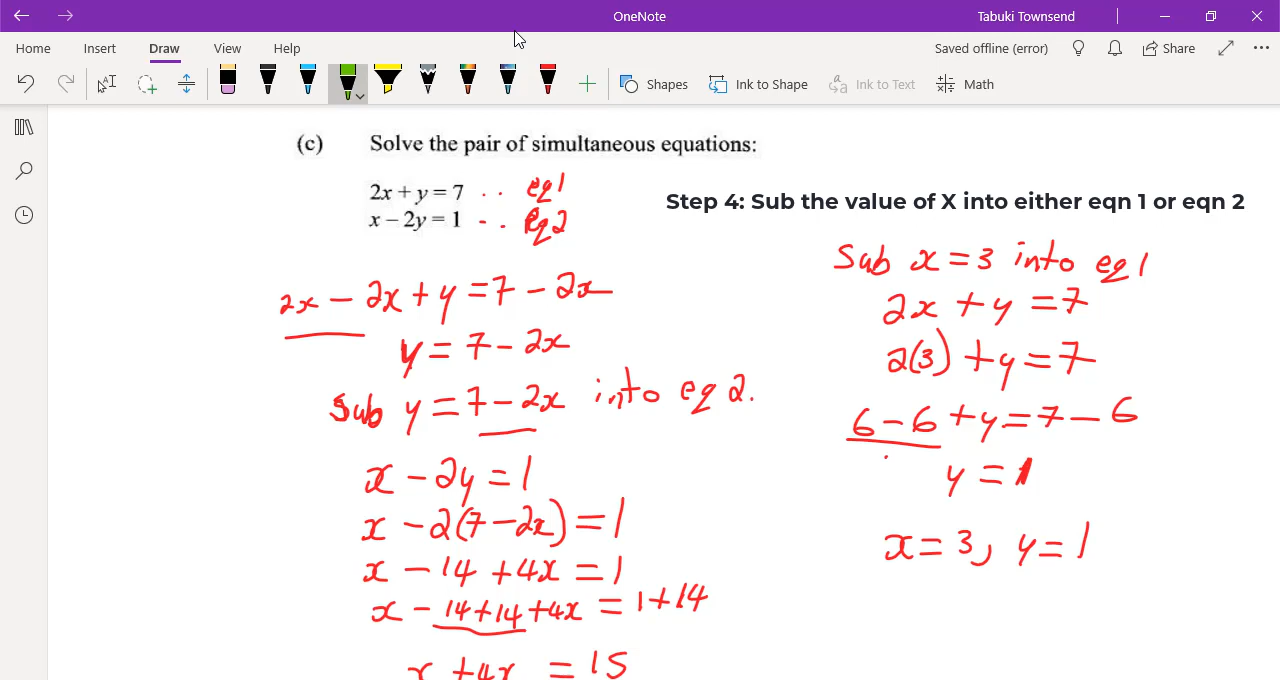 OneNote
Tabuki Townsend
Home Insert Draw View Help
Saved offline (error) Share
Shapes Ink to Shape Ink to Text Math
(c) Solve the pair of simultaneous equations:
2x + y = 7 .. eq1
x − 2y = 1 .. eq2
2x − 2x + y = 7 − 2x
y = 7 − 2x
Sub y = 7 − 2x into eq 2.
x − 2y = 1
x − 2(7 − 2x) = 1
x − 14 + 4x = 1
x − 14 + 14 + 4x = 1 + 14
x + 4x = 15
Step 4: Sub the value of X into either eqn 1 or eqn 2
Sub x = 3 into eq 1
2x + y = 7
2(3) + y = 7
6 − 6 + y = 7 − 6
y = 1
x = 3, y = 1